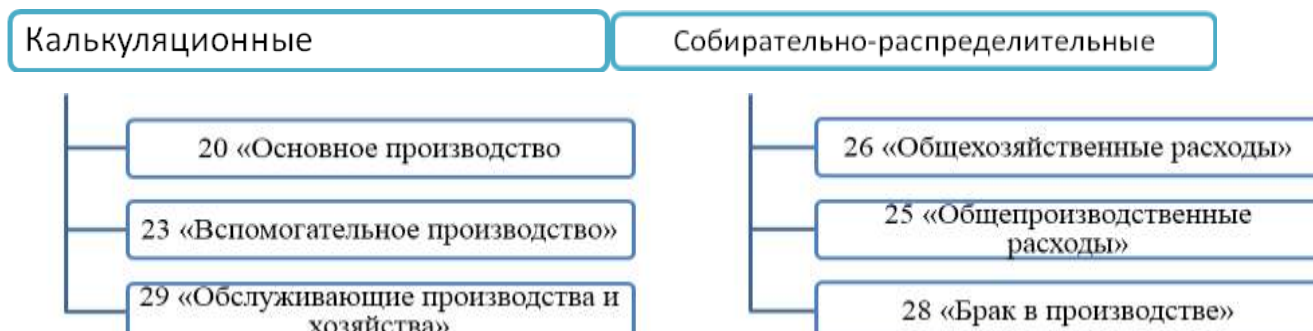 Калькуляционные
Собирательно-распределительные
20 «Основное производство
23 «Вспомогательное производство»
29 «Обслуживающие производства и
хозяйства»
26 «Общехозяйственные расходы»
25 «Общепроизводственные
расходы»
28 «Брак в производстве»